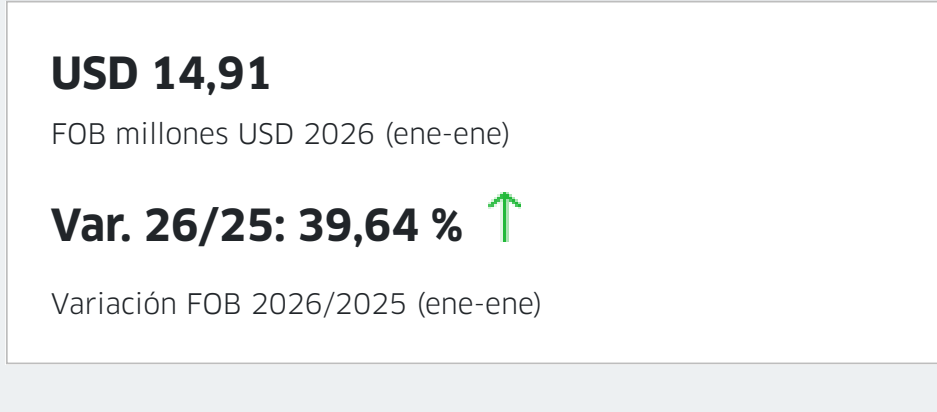 USD 14,91
FOB millones USD 2026 (ene-ene)
Var. 26/25: 39,64 %
Variación FOB 2026/2025 (ene-ene)